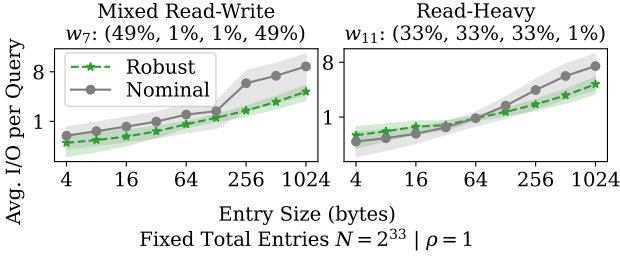 Mixed Read-Write
w₇: (49%, 1%, 1%, 49%)
Read-Heavy
w₁₁: (33%, 33%, 33%, 1%)
Avg. I/O per Query
8
1
Robust
Nominal
4 16 64 256 1024
8
1
4 16 64 256 1024
Entry Size (bytes)
Fixed Total Entries N = 2³³ | ρ = 1